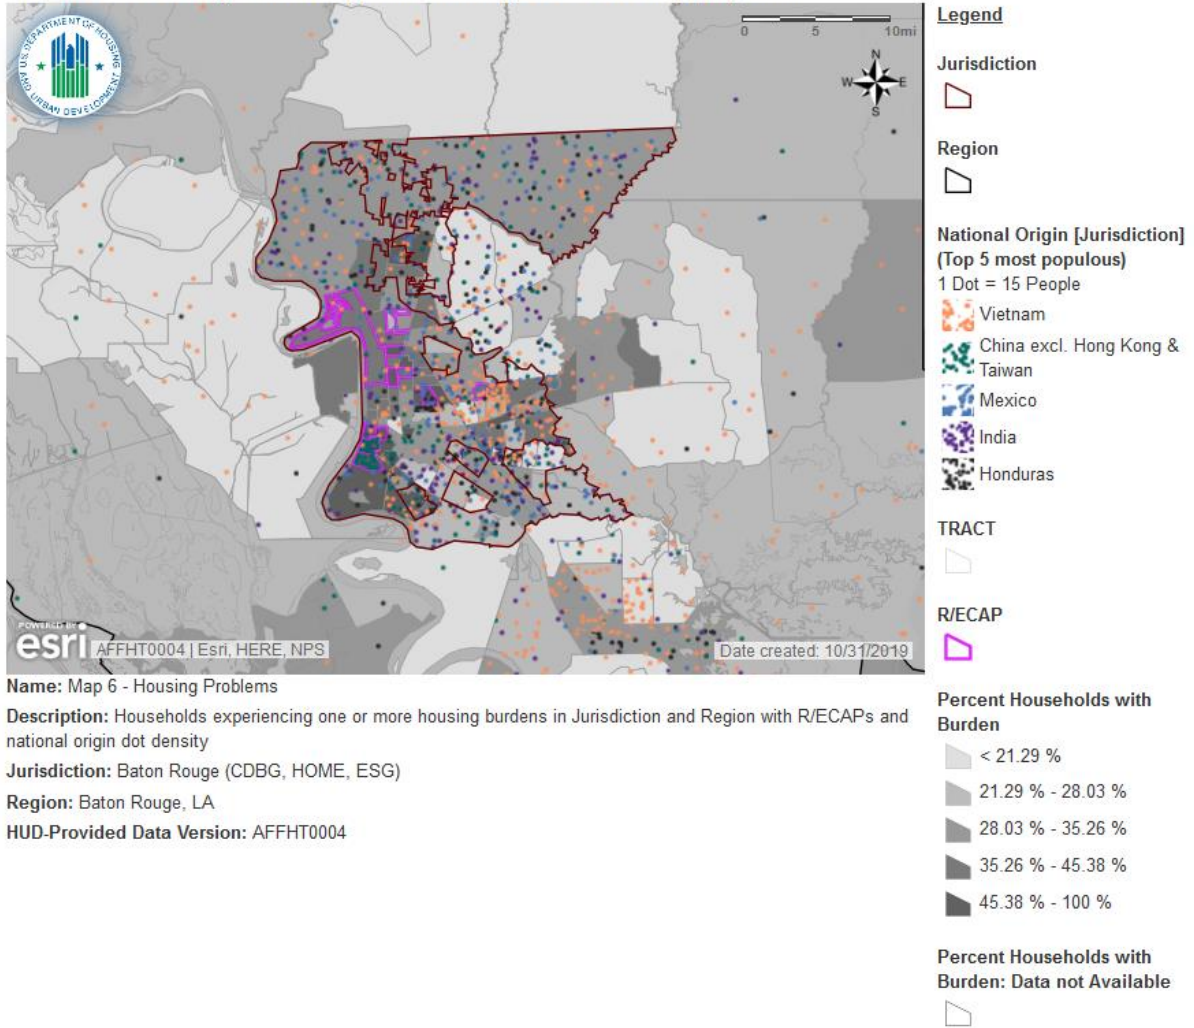 U.S. DEPARTMENT OF HOUSING
AND URBAN DEVELOPMENT
0 5 10mi
N
W E
S
POWERED BY
esri
AFFHT0004 | Esri, HERE, NPS
Date created: 10/31/2019
Name: Map 6 - Housing Problems
Description: Households experiencing one or more housing burdens in Jurisdiction and Region with R/ECAPs and
national origin dot density
Jurisdiction: Baton Rouge (CDBG, HOME, ESG)
Region: Baton Rouge, LA
HUD-Provided Data Version: AFFHT0004
Legend
Jurisdiction
Region
National Origin [Jurisdiction]
(Top 5 most populous)
1 Dot = 15 People
Vietnam
China excl. Hong Kong &
Taiwan
Mexico
India
Honduras
TRACT
R/ECAP
Percent Households with
Burden
< 21.29 %
21.29 % - 28.03 %
28.03 % - 35.26 %
35.26 % - 45.38 %
45.38 % - 100 %
Percent Households with
Burden: Data not Available